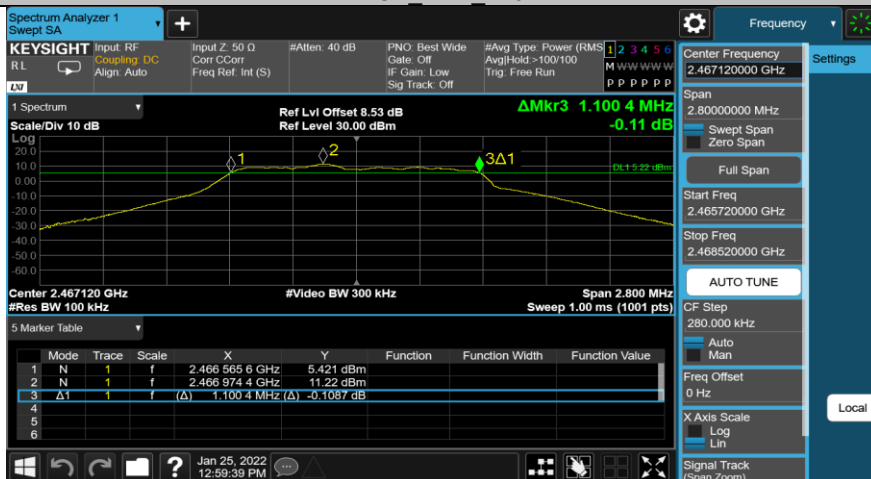 Spectrum Analyzer 1
Swept SA
Frequency
KEYSIGHT
RL
LXI
Input: RF
Coupling: DC
Align: Auto
Input Z: 50 Ω
Corr CCorr
Freq Ref: Int (S)
#Atten: 40 dB
PNO: Best Wide
Gate: Off
IF Gain: Low
Sig Track: Off
#Avg Type: Power (RMS
Avg|Hold:>100/100
Trig: Free Run
1 2 3 4 5 6
M W W W W W
P P P P P P
Center Frequency
2.467120000 GHz
Settings
Span
2.80000000 MHz
Swept Span
Zero Span
Full Span
Start Freq
2.465720000 GHz
Stop Freq
2.468520000 GHz
AUTO TUNE
CF Step
280.000 kHz
Auto
Man
Freq Offset
0 Hz
X Axis Scale
Log
Lin
Local
Signal Track
(Span Zoom)
1 Spectrum
Scale/Div 10 dB
Ref Lvl Offset 8.53 dB
Ref Level 30.00 dBm
ΔMkr3 1.100 4 MHz
-0.11 dB
Log
20.0
10.0
0.00
-10.0
-20.0
-30.0
-40.0
-50.0
-60.0
1
2
3Δ1
DL1 5.22 dBm
Center 2.467120 GHz
#Res BW 100 kHz
#Video BW 300 kHz
Span 2.800 MHz
Sweep 1.00 ms (1001 pts)
5 Marker Table
Mode Trace Scale X Y Function Function Width Function Value
1 N 1 f 2.466 565 6 GHz 5.421 dBm
2 N 1 f 2.466 974 4 GHz 11.22 dBm
3 Δ1 1 f (Δ) 1.100 4 MHz (Δ) -0.1087 dB
4
5
6
?
Jan 25, 2022
12:59:39 PM